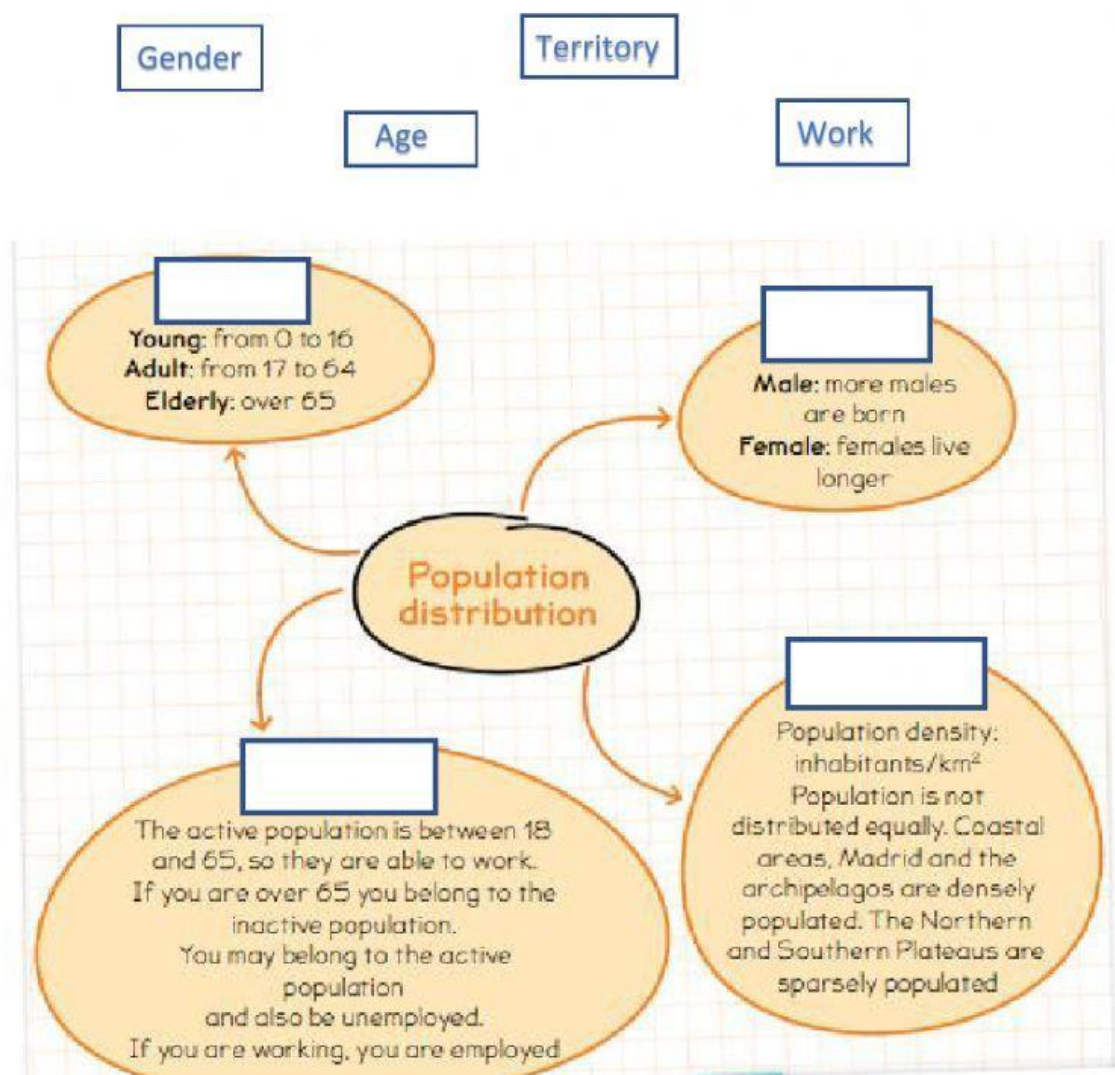 Gender
Territory
Age
Work
Young: from 0 to 16
Adult: from 17 to 64
Elderly: over 65
Male: more males
are born
Female: females live
longer
Population
distribution
The active population is between 18
and 65, so they are able to work.
If you are over 65 you belong to the
inactive population.
You may belong to the active
population
and also be unemployed.
If you are working, you are employed
Population density:
inhabitants/km²
Population is not
distributed equally. Coastal
areas, Madrid and the
archipelagos are densely
populated. The Northern
and Southern Plateaus are
sparsely populated